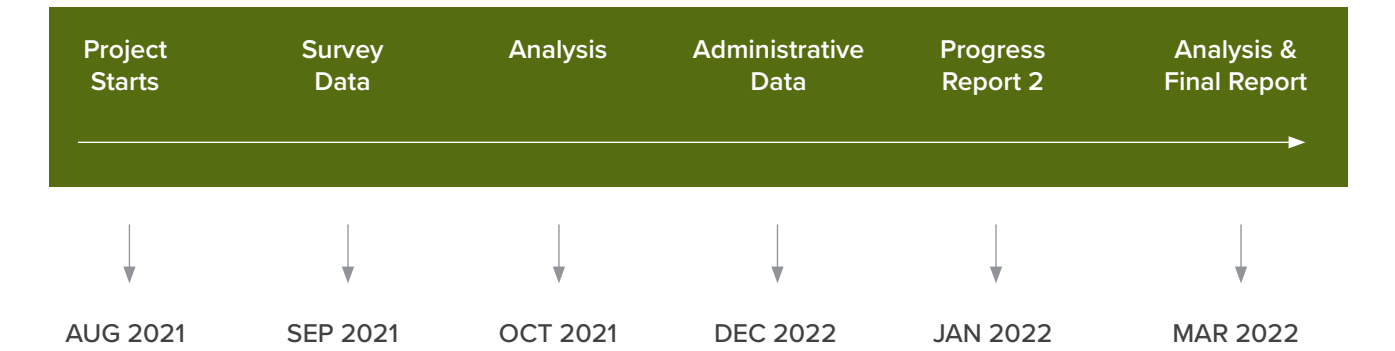 Project
Starts
Survey
Data
Analysis
Administrative
Data
Progress
Report 2
Analysis &
Final Report
AUG 2021
SEP 2021
OCT 2021
DEC 2022
JAN 2022
MAR 2022